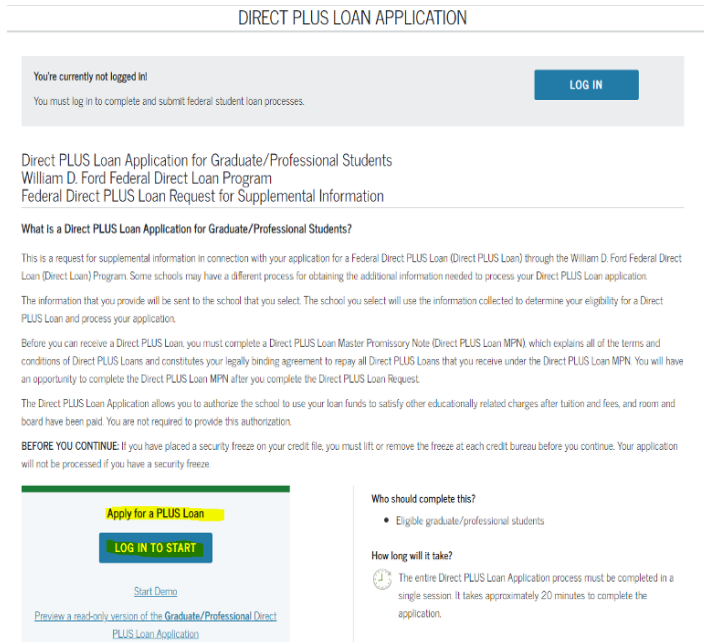 DIRECT PLUS LOAN APPLICATION
You're currently not logged in!
LOG IN
You must log in to complete and submit federal student loan processes.
Direct PLUS Loan Application for Graduate/Professional Students
William D. Ford Federal Direct Loan Program
Federal Direct PLUS Loan Request for Supplemental Information
What is a Direct PLUS Loan Application for Graduate/Professional Students?
This is a request for supplemental information in connection with your application for a Federal Direct PLUS Loan (Direct PLUS Loan) through the William D. Ford Federal Direct
Loan (Direct Loan) Program. Some schools may have a different process for obtaining the additional information needed to process your Direct PLUS Loan application.
The information that you provide will be sent to the school that you select. The school you select will use the information collected to determine your eligibility for a Direct
PLUS Loan and process your application.
Before you can receive a Direct PLUS Loan, you must complete a Direct PLUS Loan Master Promissory Note (Direct PLUS Loan MPN), which explains all of the terms and
conditions of Direct PLUS Loans and constitutes your legally binding agreement to repay all Direct PLUS Loans that you receive under the Direct PLUS Loan MPN. You will have
an opportunity to complete the Direct PLUS Loan MPN after you complete the Direct PLUS Loan Request.
The Direct PLUS Loan Application allows you to authorize the school to use your loan funds to satisfy other educationally related charges after tuition and fees, and room and
board have been paid. You are not required to provide this authorization.
BEFORE YOU CONTINUE: If you have placed a security freeze on your credit file, you must lift or remove the freeze at each credit bureau before you continue. Your application
will not be processed if you have a security freeze.
Apply for a PLUS Loan
LOG IN TO START
Start Demo
Preview a read-only version of the Graduate/Professional Direct
PLUS Loan Application
Who should complete this?
• Eligible graduate/professional students
How long will it take?
The entire Direct PLUS Loan Application process must be completed in a
single session. It takes approximately 20 minutes to complete the
application.